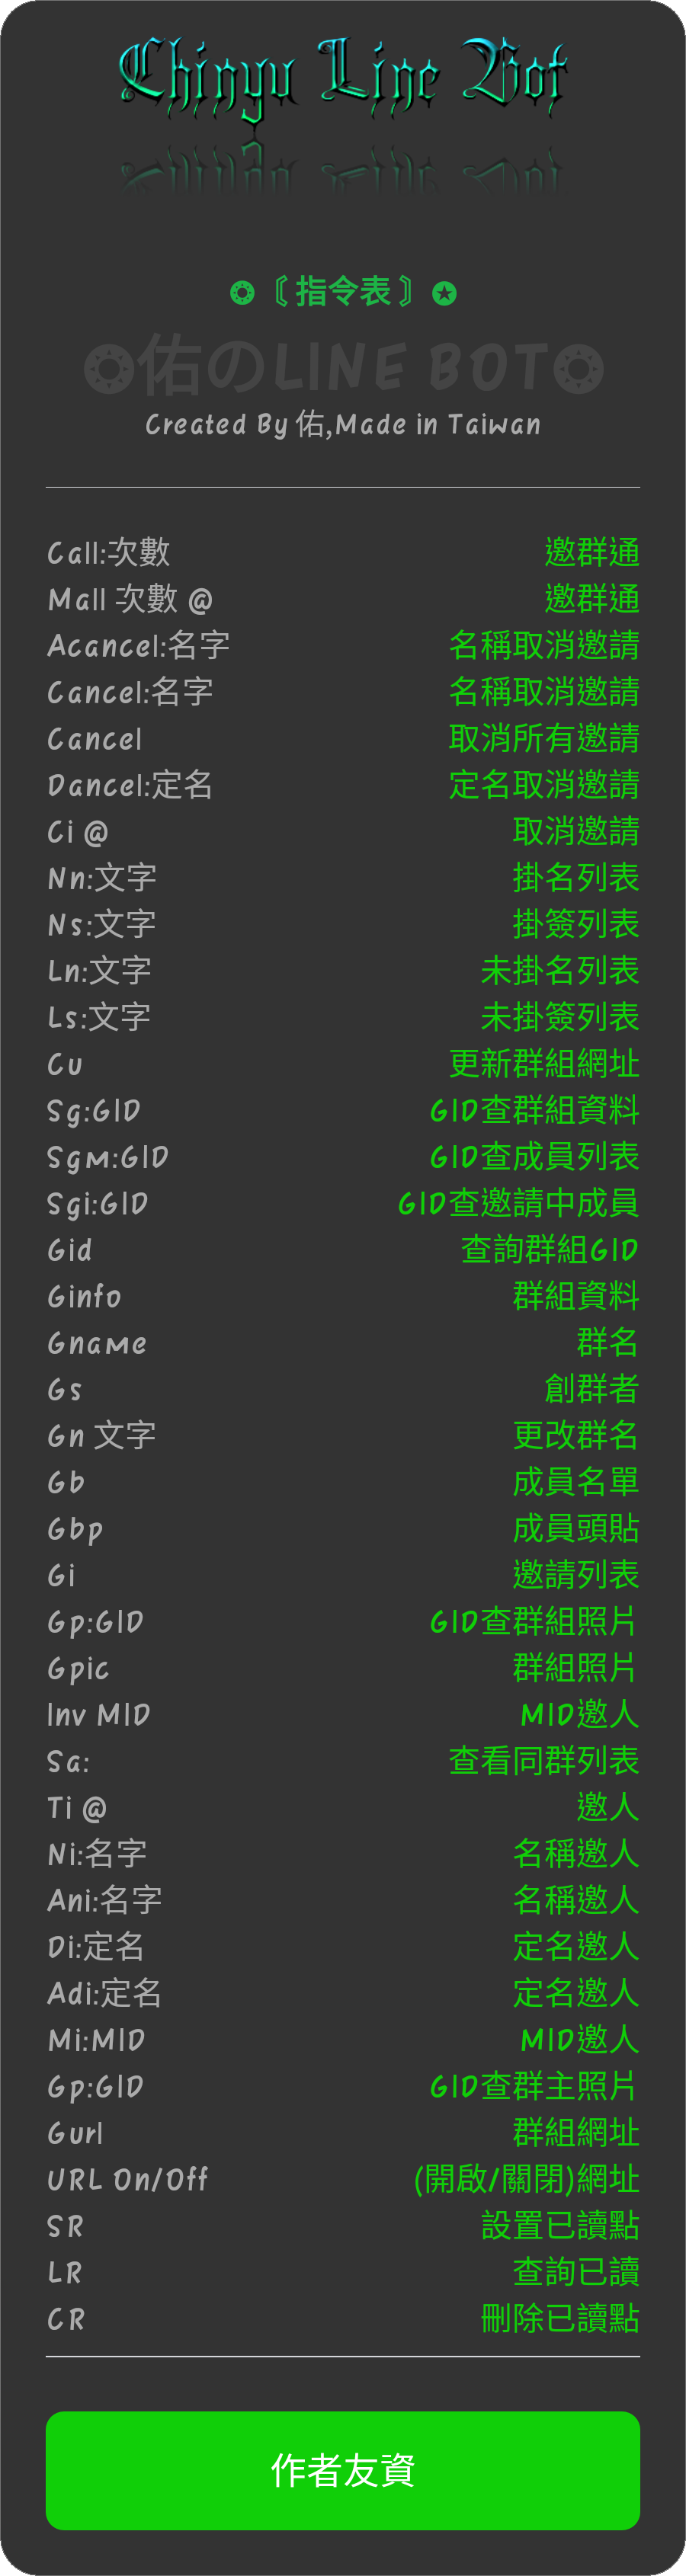 Chinyu Line Bot
❂〘指令表〙✪
❂佑のLINE BOT❂
Created By 佑,Made in Taiwan
Call:次數 邀群通
Mall 次數 @ 邀群通
Acancel:名字 名稱取消邀請
Cancel:名字 名稱取消邀請
Cancel 取消所有邀請
Dancel:定名 定名取消邀請
Ci @ 取消邀請
Nn:文字 掛名列表
Ns:文字 掛簽列表
Ln:文字 未掛名列表
Ls:文字 未掛簽列表
Cu 更新群組網址
Sg:GID GID查群組資料
Sgm:GID GID查成員列表
Sgi:GID GID查邀請中成員
Gid 查詢群組GID
Ginfo 群組資料
Gname 群名
Gs 創群者
Gn 文字 更改群名
Gb 成員名單
Gbp 成員頭貼
Gi 邀請列表
Gp:GID GID查群組照片
Gpic 群組照片
Inv MID MID邀人
Sa: 查看同群列表
Ti @ 邀人
Ni:名字 名稱邀人
Ani:名字 名稱邀人
Di:定名 定名邀人
Adi:定名 定名邀人
Mi:MID MID邀人
Gp:GID GID查群主照片
Gurl 群組網址
URL On/Off (開啟/關閉)網址
SR 設置已讀點
LR 查詢已讀
CR 刪除已讀點
作者友資